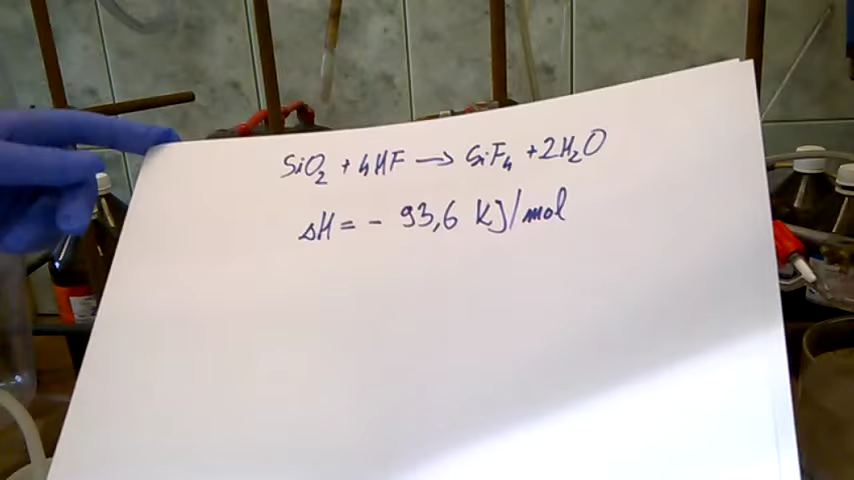 SiO₂ + 4HF → SiF₄ + 2H₂O
ΔH = - 93,6 KJ/mol